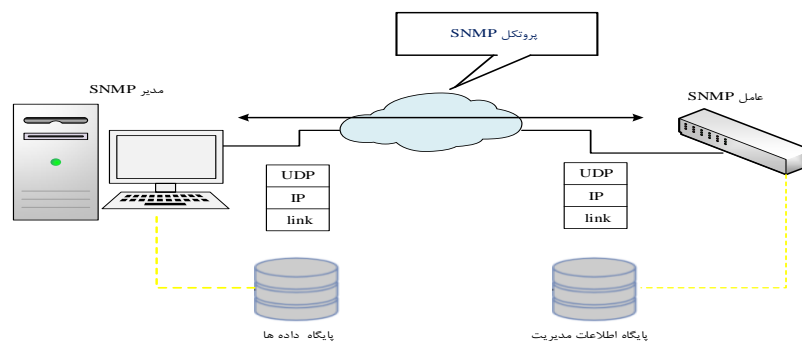 پروتکل SNMP
مدیر SNMP
عامل SNMP
UDP
IP
link
UDP
IP
link
پایگاه داده ها
پایگاه اطلاعات مدیریت